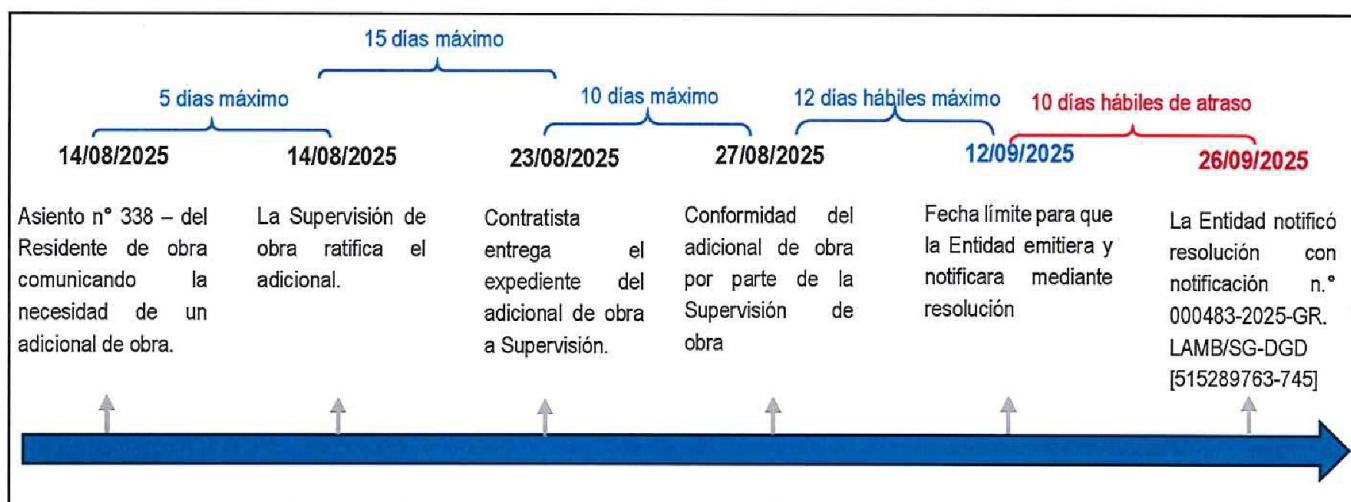 15 días máximo
5 días máximo
10 días máximo
12 días hábiles máximo
10 días hábiles de atraso
14/08/2025
14/08/2025
23/08/2025
27/08/2025
12/09/2025
26/09/2025
Asiento n° 338 – del
Residente de obra
comunicando la
necesidad de un
adicional de obra.
La Supervisión de
obra ratifica el
adicional.
Contratista
entrega el
expediente del
adicional de obra
a Supervisión.
Conformidad del
adicional de obra
por parte de la
Supervisión de
obra
Fecha límite para que
la Entidad emitiera y
notificara mediante
resolución
La Entidad notificó
resolución con
notificación n.°
000483-2025-GR.
LAMB/SG-DGD
[515289763-745]